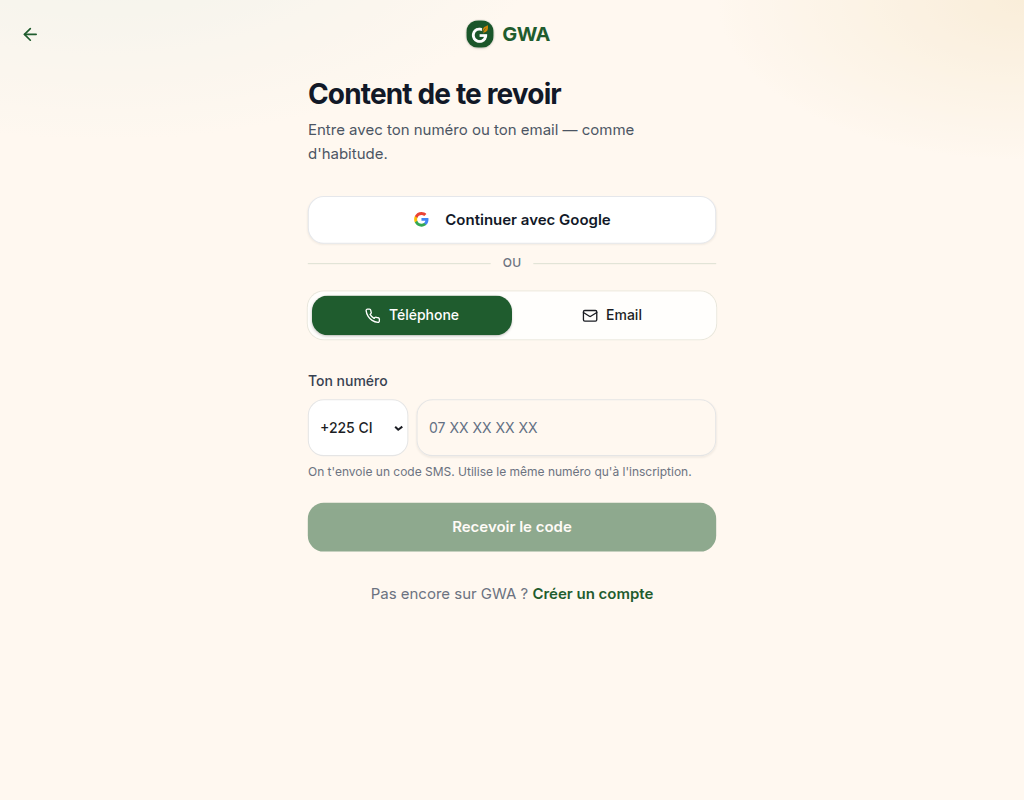 GWA
Content de te revoir
Entre avec ton numéro ou ton email — comme
d'habitude.
Continuer avec Google
OU
Téléphone
Email
Ton numéro
+225 CI
07 XX XX XX XX
On t'envoie un code SMS. Utilise le même numéro qu'à l'inscription.
Recevoir le code
Pas encore sur GWA ? Créer un compte